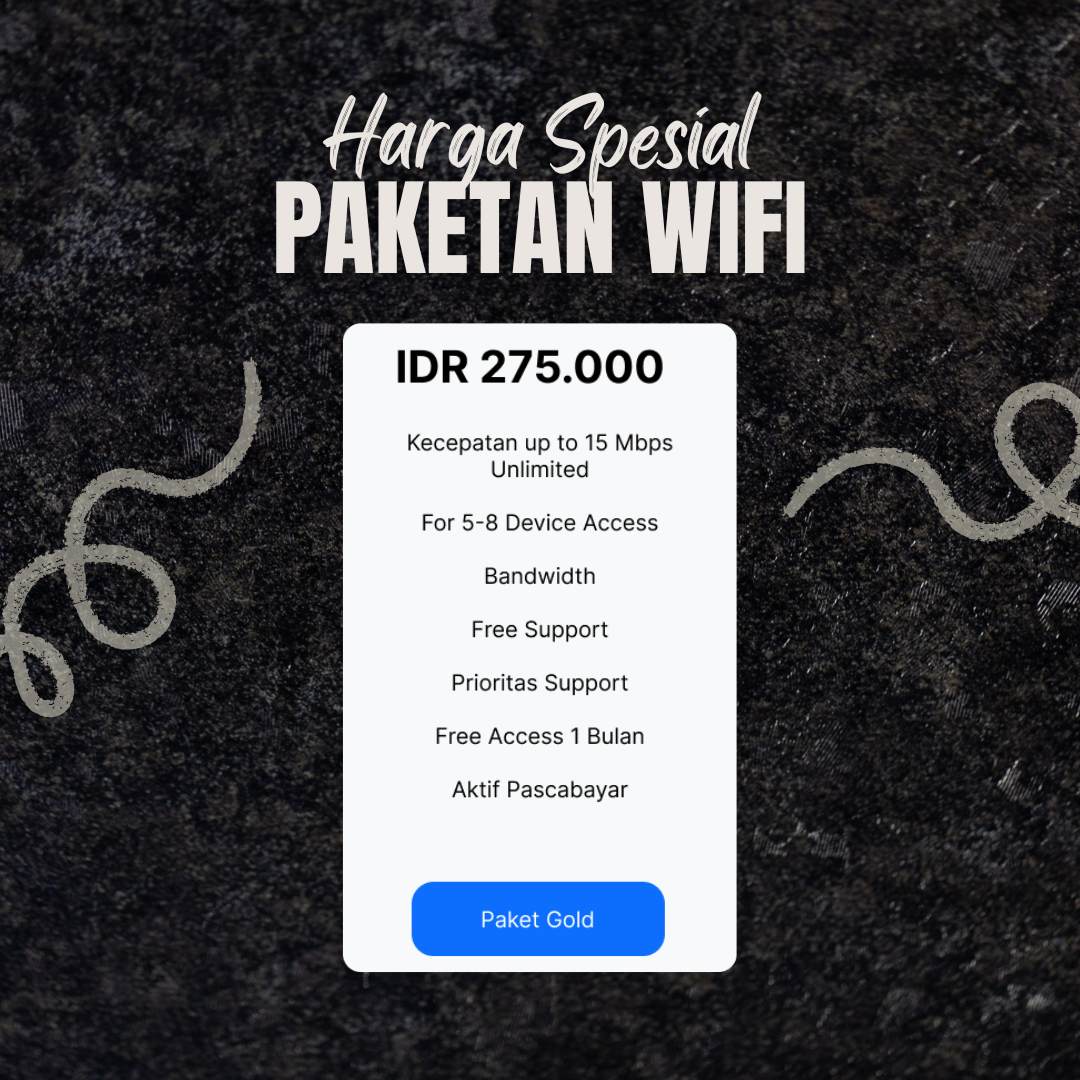 Harga Spesial
PAKETAN WIFI
IDR 275.000
Kecepatan up to 15 Mbps
Unlimited
For 5-8 Device Access
Bandwidth
Free Support
Prioritas Support
Free Access 1 Bulan
Aktif Pascabayar
Paket Gold